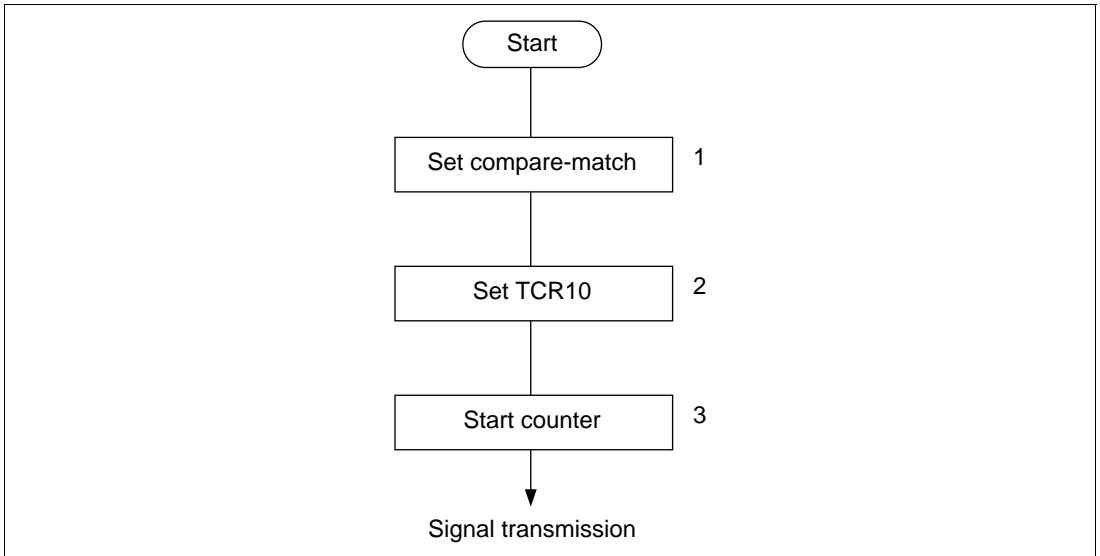 Start
Set compare-match 1
Set TCR10 2
Start counter 3
Signal transmission